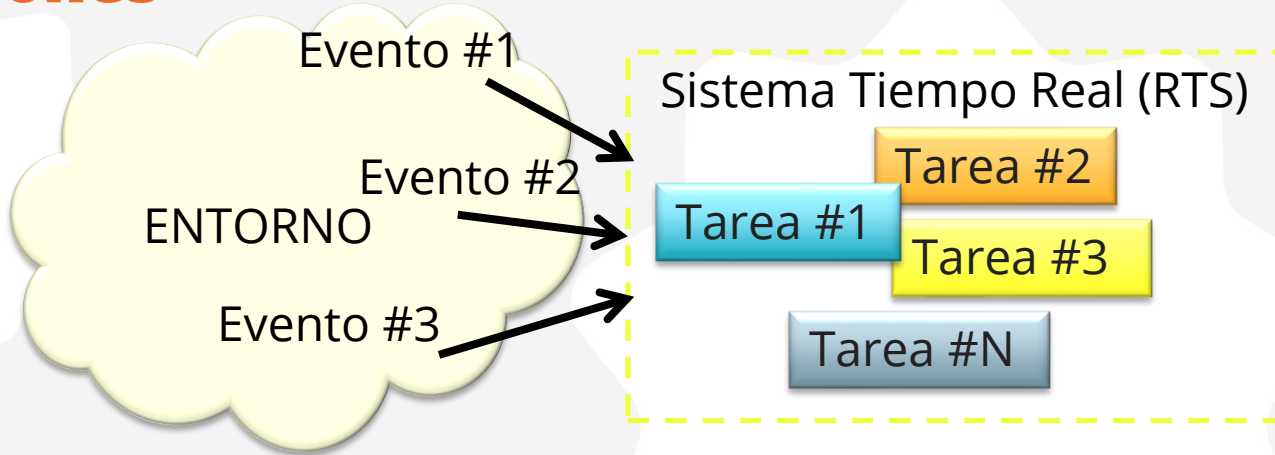 Evento #1
Evento #2
ENTORNO
Evento #3
Sistema Tiempo Real (RTS)
Tarea #2
Tarea #1
Tarea #3
Tarea #N